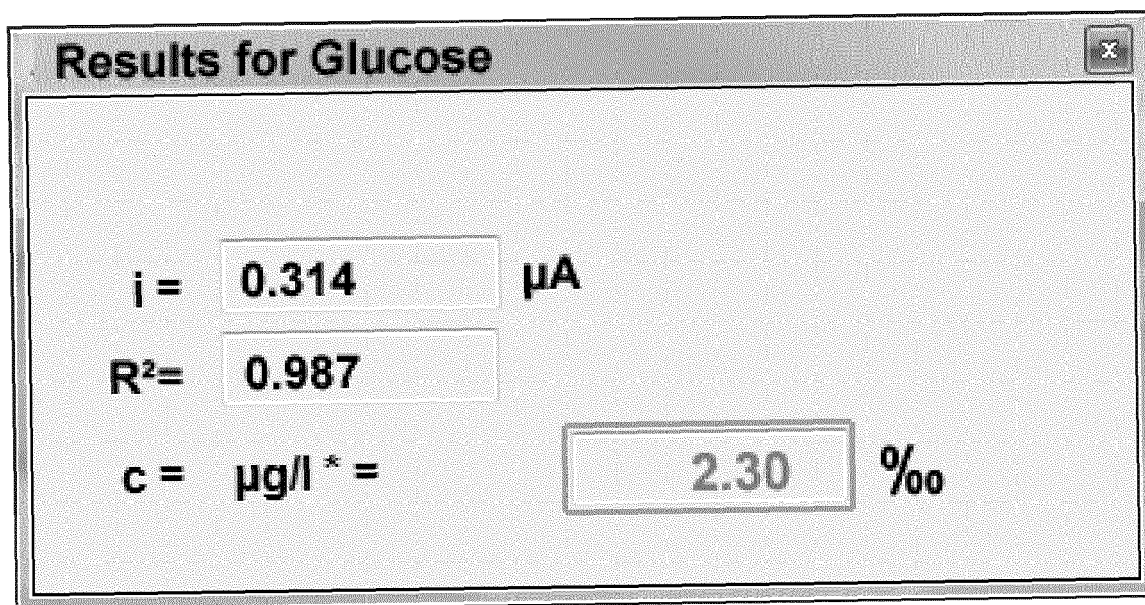 Results for Glucose x
i = 0.314 µA
R²= 0.987
c = µg/l * = 2.30 ‰